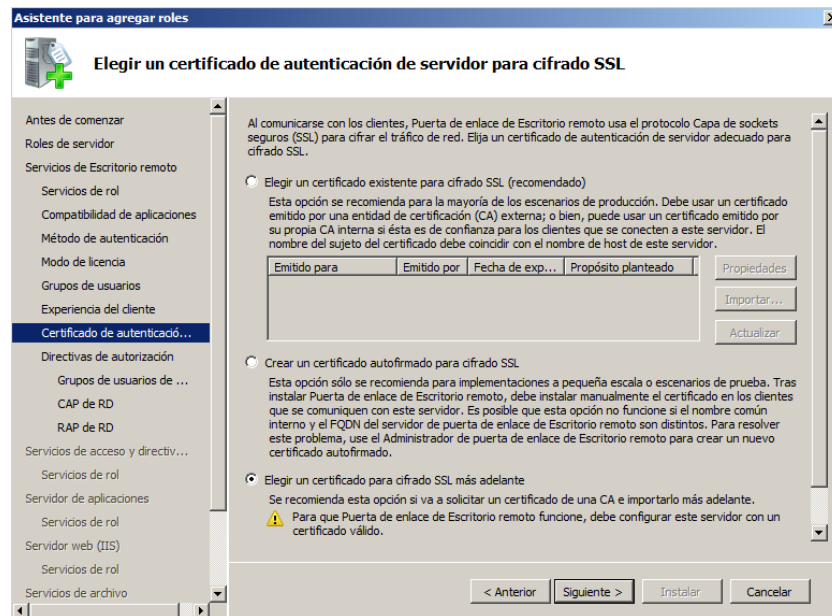 Asistente para agregar roles
Elegir un certificado de autenticación de servidor para cifrado SSL
Antes de comenzar
Roles de servidor
Servicios de Escritorio remoto
Servicios de rol
Compatibilidad de aplicaciones
Método de autenticación
Modo de licencia
Grupos de usuarios
Experiencia del cliente
Certificado de autenticació...
Directivas de autorización
Grupos de usuarios de ...
CAP de RD
RAP de RD
Servicios de acceso y directiv...
Servicios de rol
Servidor de aplicaciones
Servicios de rol
Servidor web (IIS)
Servicios de rol
Servicios de archivo
Al comunicarse con los clientes, Puerta de enlace de Escritorio remoto usa el protocolo Capa de sockets
seguros (SSL) para cifrar el tráfico de red. Elija un certificado de autenticación de servidor adecuado para
cifrado SSL.
Elegir un certificado existente para cifrado SSL (recomendado)
Esta opción se recomienda para la mayoría de los escenarios de producción. Debe usar un certificado
emitido por una entidad de certificación (CA) externa; o bien, puede usar un certificado emitido por
su propia CA interna si ésta es de confianza para los clientes que se conecten a este servidor. El
nombre del sujeto del certificado debe coincidir con el nombre de host de este servidor.
Emitido para Emitido por Fecha de exp... Propósito planteado
Propiedades
Importar...
Actualizar
Crear un certificado autofirmado para cifrado SSL
Esta opción sólo se recomienda para implementaciones a pequeña escala o escenarios de prueba. Tras
instalar Puerta de enlace de Escritorio remoto, debe instalar manualmente el certificado en los clientes
que se comuniquen con este servidor. Es posible que esta opción no funcione si el nombre común
interno y el FQDN del servidor de puerta de enlace de Escritorio remoto son distintos. Para resolver
este problema, use el Administrador de puerta de enlace de Escritorio remoto para crear un nuevo
certificado autofirmado.
Elegir un certificado para cifrado SSL más adelante
Se recomienda esta opción si va a solicitar un certificado de una CA e importarlo más adelante.
Para que Puerta de enlace de Escritorio remoto funcione, debe configurar este servidor con un
certificado válido.
< Anterior Siguiente > Instalar Cancelar